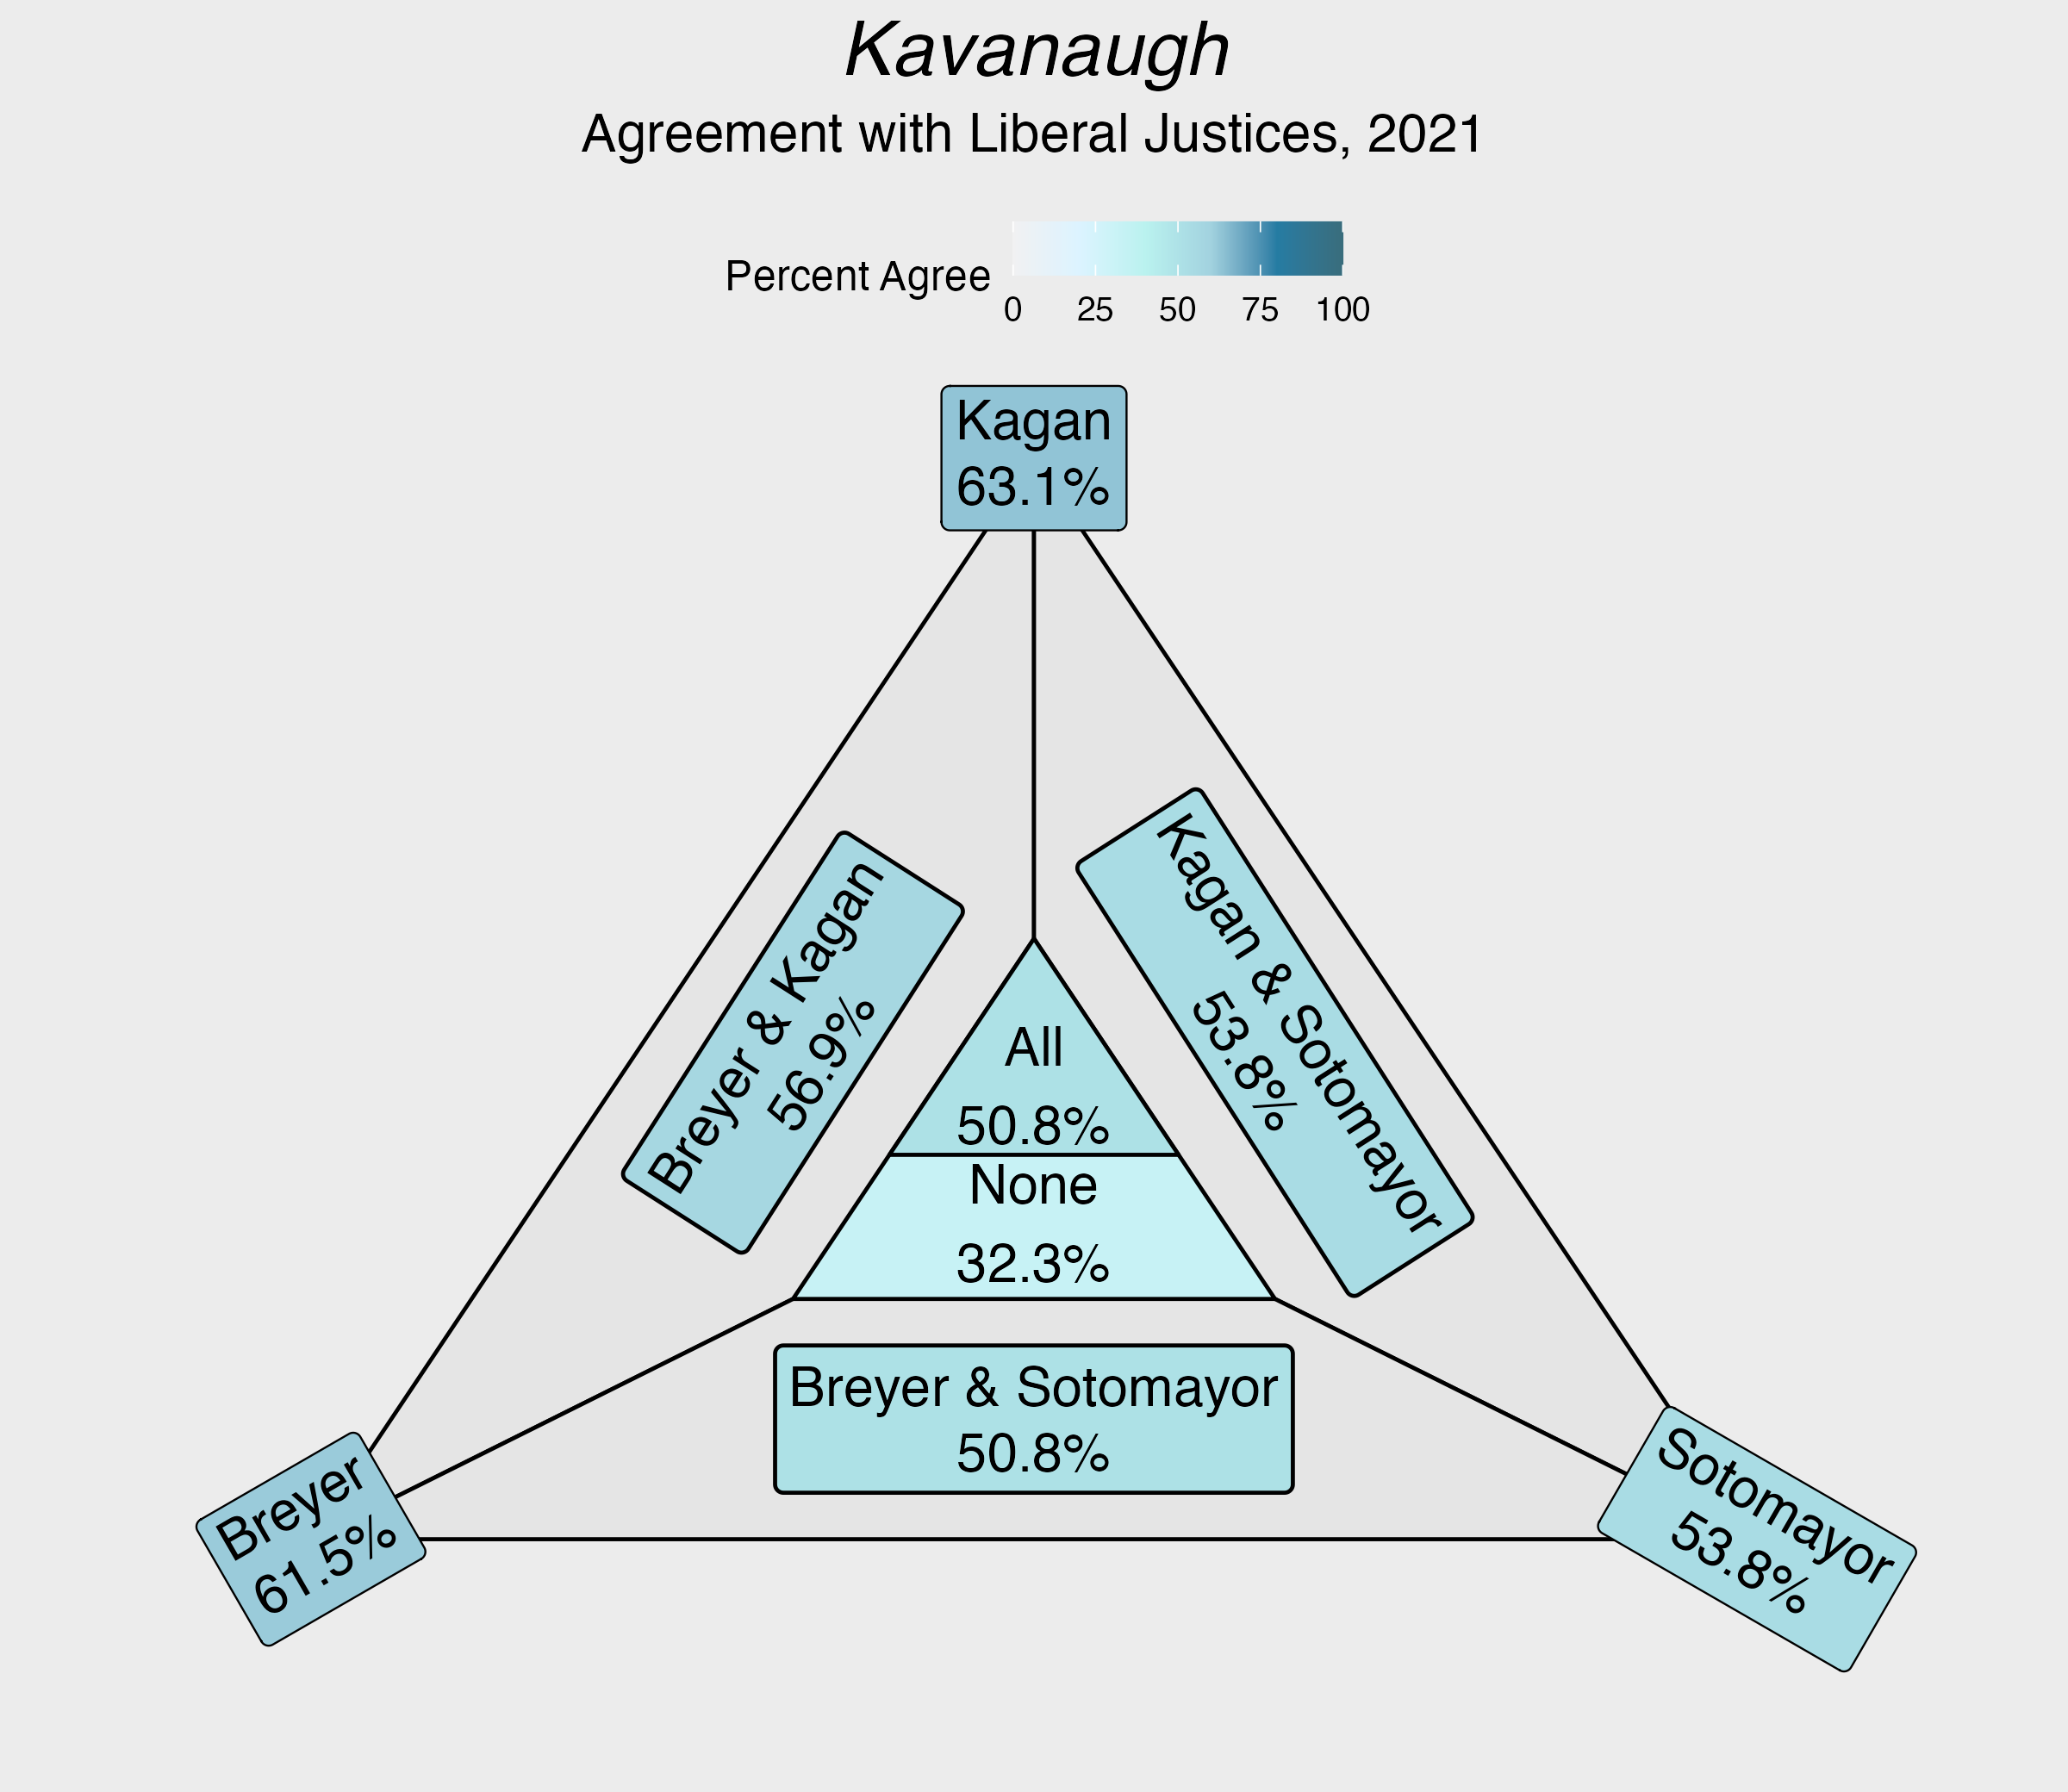 Kavanaugh
Agreement with Liberal Justices, 2021
Percent Agree
0 25 50 75 100
Kagan
63.1%
Breyer & Kagan
56.9%
Kagan & Sotomayor
53.8%
All
50.8%
None
32.3%
Breyer & Sotomayor
50.8%
Breyer
61.5%
Sotomayor
53.8%